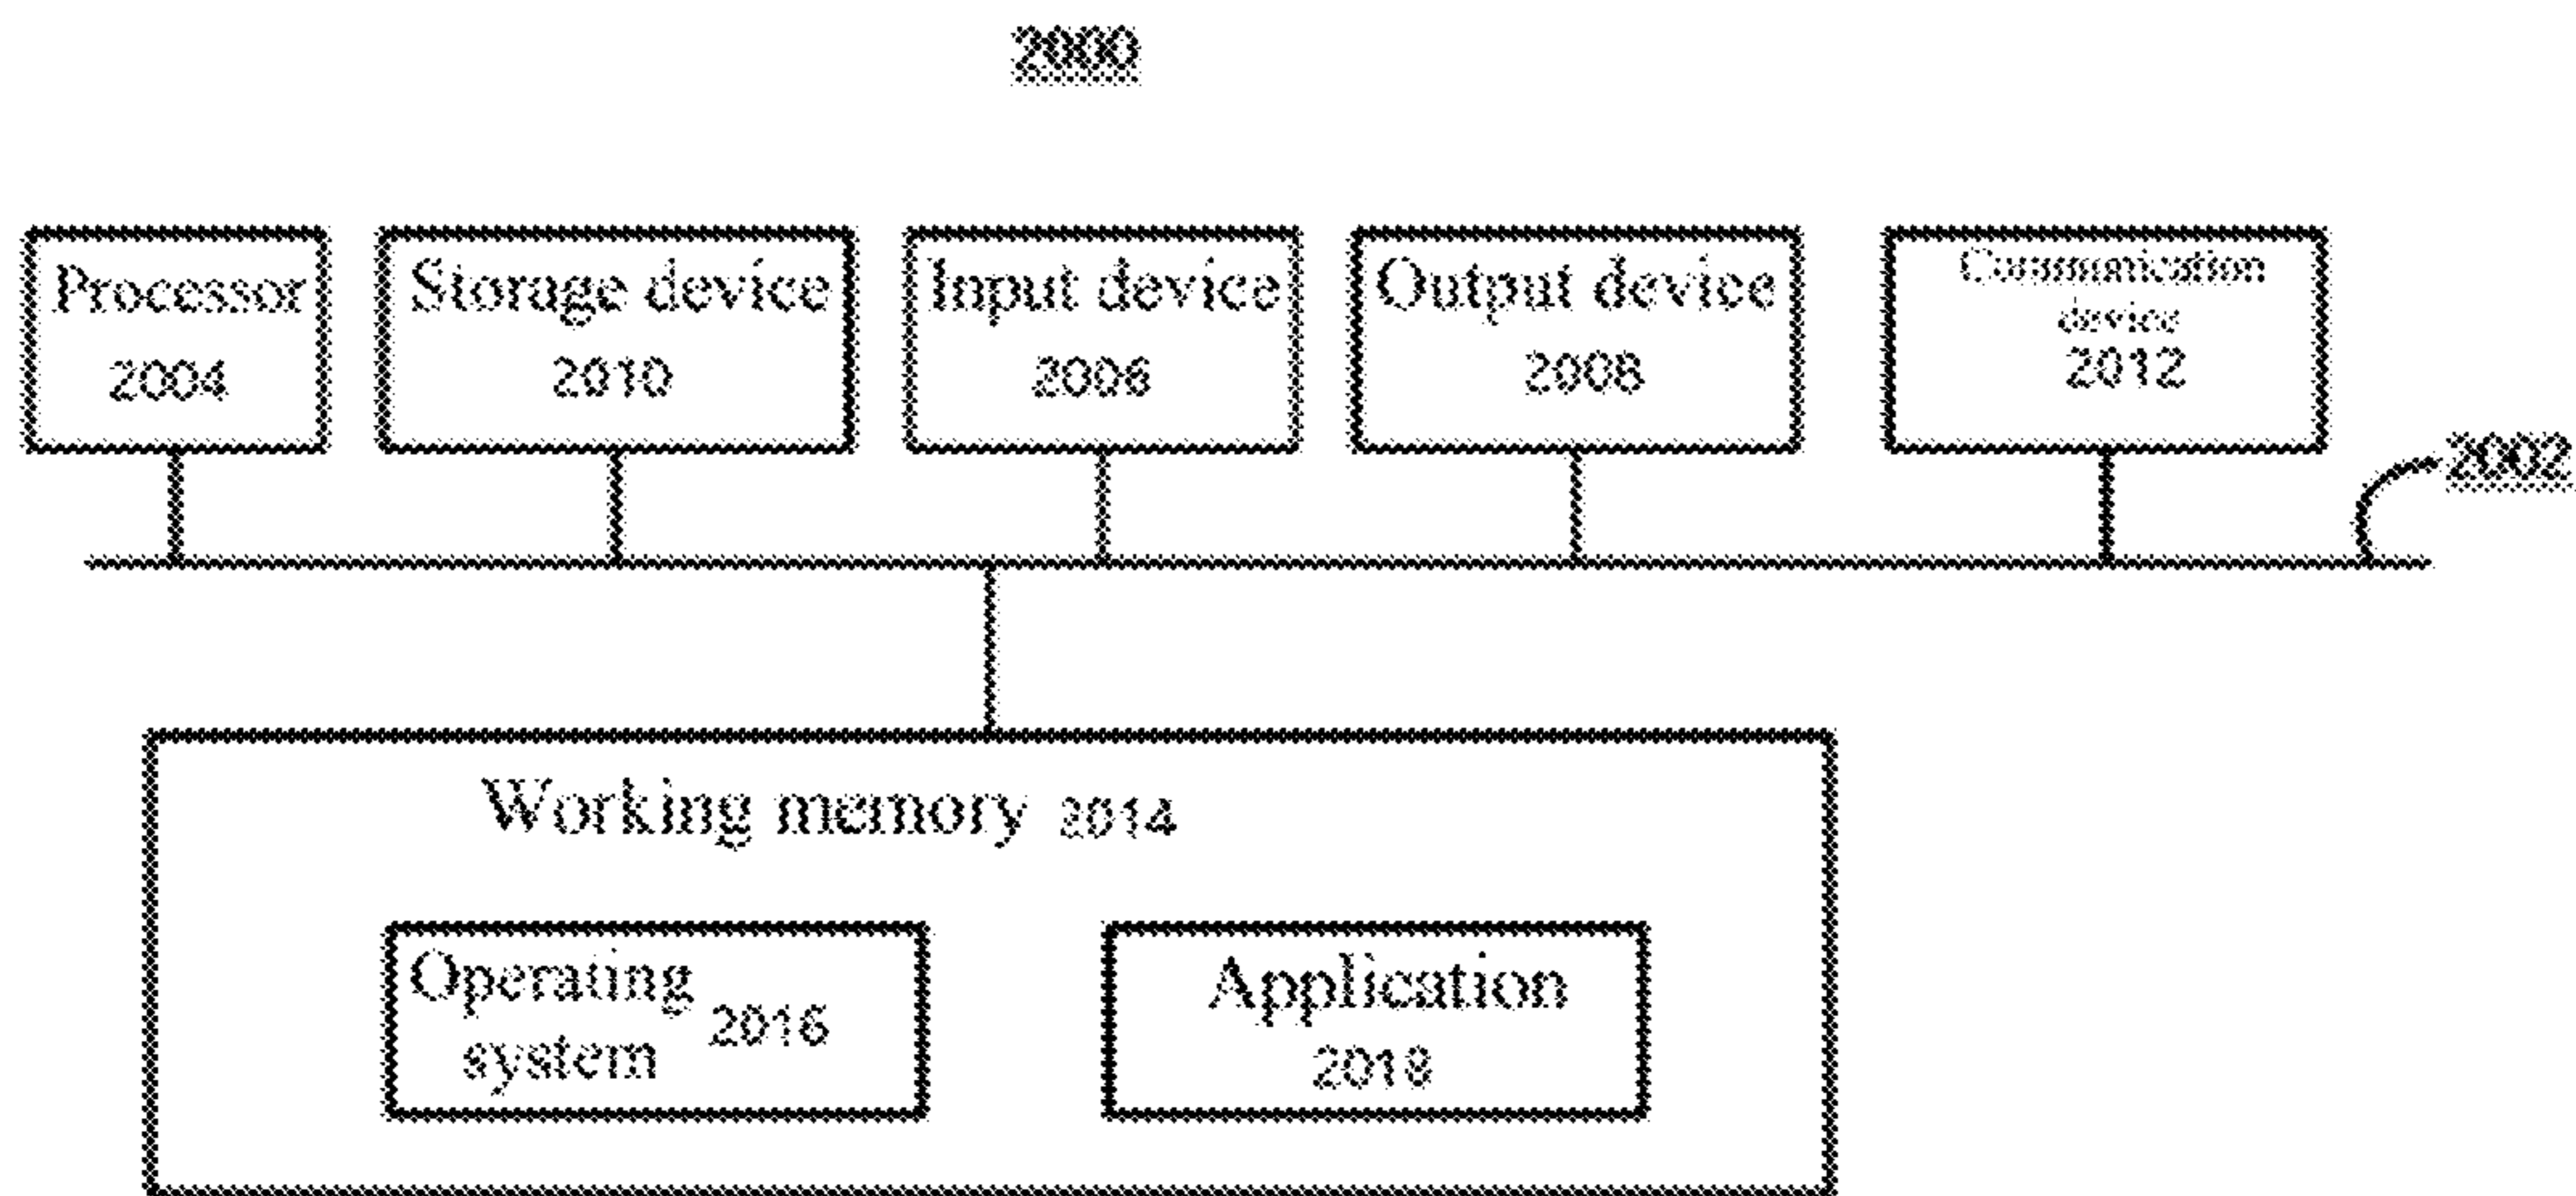 2000
Processor
2004
Storage device
2010
Input device
2006
Output device
2008
Communication
device
2012
2002
Working memory 2014
Operating
system 2016
Application
2018